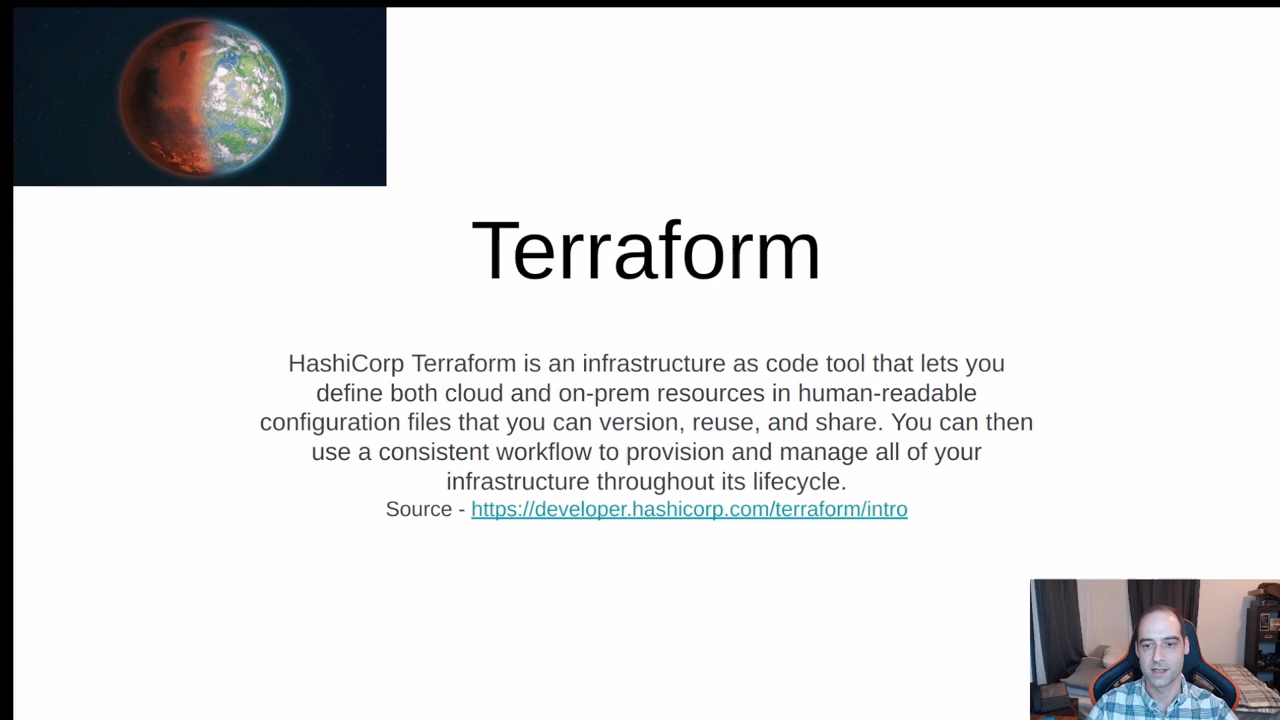 Terraform
HashiCorp Terraform is an infrastructure as code tool that lets you
define both cloud and on-prem resources in human-readable
configuration files that you can version, reuse, and share. You can then
use a consistent workflow to provision and manage all of your
infrastructure throughout its lifecycle.
Source - https://developer.hashicorp.com/terraform/intro